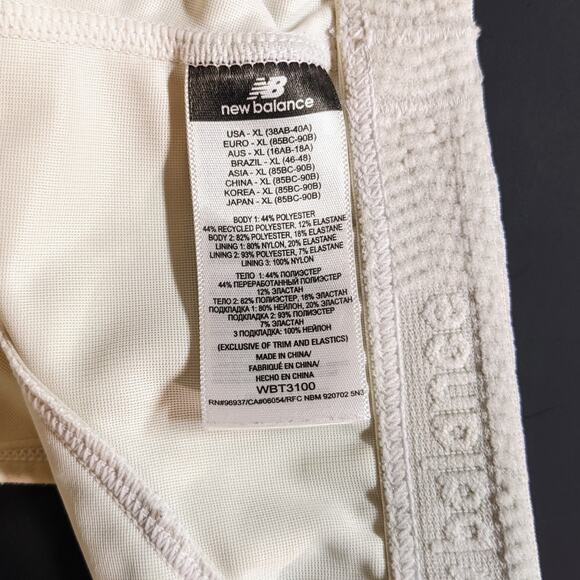 NB
new balance
USA - XL (38AB-40A)
EURO - XL (85BC-90B)
AUS - XL (16AB-18A)
BRAZIL - XL (46-48)
ASIA - XL (85BC-90B)
CHINA - XL (85BC-90B)
KOREA - XL (85BC-90B)
JAPAN - XL (85BC-90B)
BODY 1: 44% POLYESTER
44% RECYCLED POLYESTER, 12% ELASTANE
BODY 2: 82% POLYESTER, 18% ELASTANE
LINING 1: 80% NYLON, 20% ELASTANE
LINING 2: 93% POLYESTER, 7% ELASTANE
LINING 3: 100% NYLON
ТЕЛО 1: 44% ПОЛИЭСТЕР
44% ПЕРЕРАБОТАННЫЙ ПОЛИЭСТЕР
12% ЭЛАСТАН
ТЕЛО 2: 82% ПОЛИЭСТЕР, 18% ЭЛАСТАН
ПОДКЛАДКА 1: 80% НЕЙЛОН, 20% ЭЛАСТАН
ПОДКЛАДКА 2: 93% ПОЛИЭСТЕР
7% ЭЛАСТАН
3 ПОДКЛАДКА: 100% НЕЙЛОН
(EXCLUSIVE OF TRIM AND ELASTICS)
MADE IN CHINA/
FABRIQUÉ EN CHINA/
HECHO EN CHINA
WBT3100
RN#96937/CA#06054/RFC NBM 920702 5N3